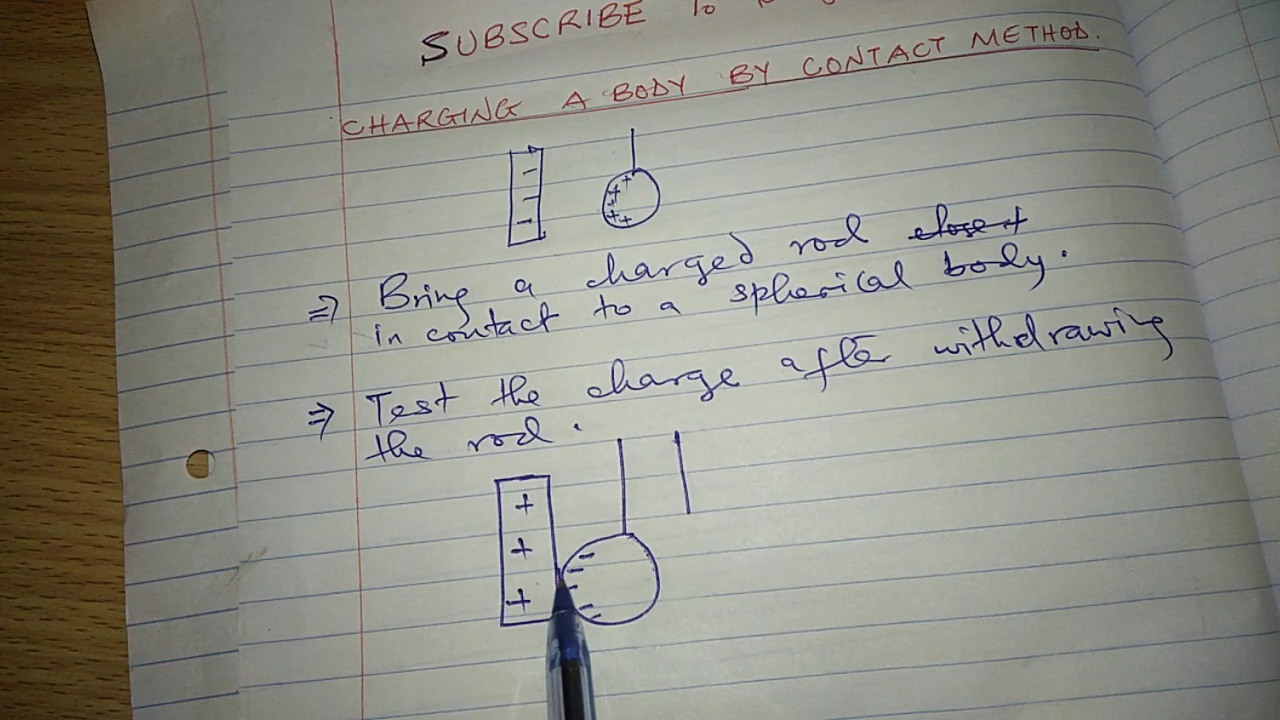 SUBSCRIBE To
CHARGING A BODY BY CONTACT METHOD.
- - -
+ + + +
⇒ Bring a charged rod close t
in contact to a spherical body.
⇒ Test the charge after withdrawing
the rod.
+ - 
+ - 
+ -